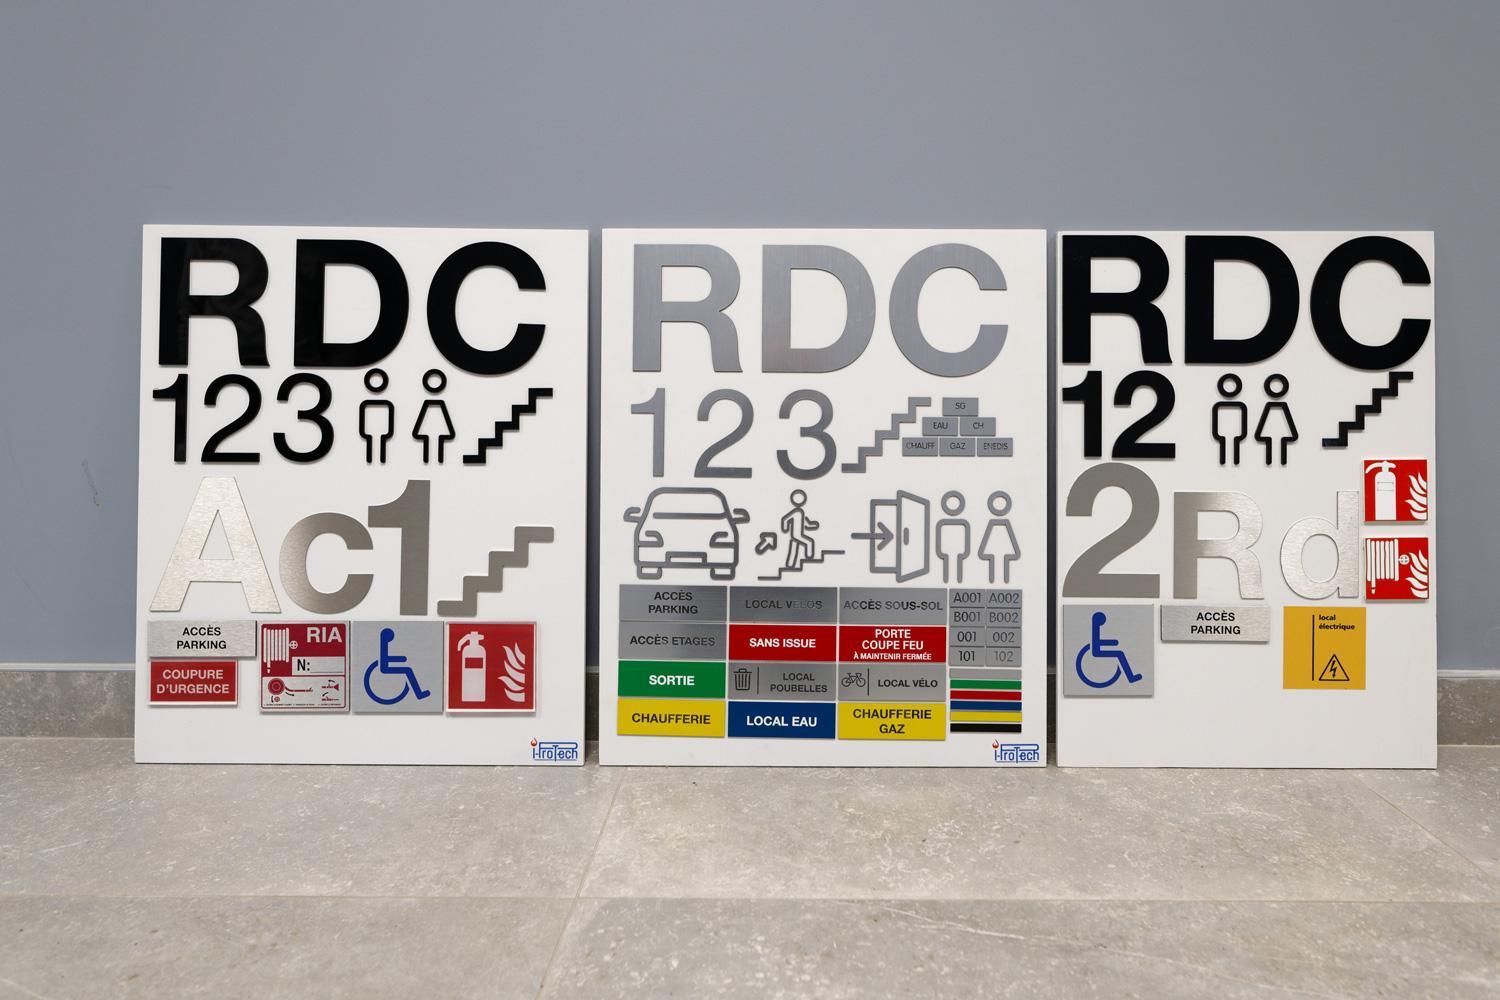 RDC
123
Ac1
ACCÈS
PARKING
COUPURE
D'URGENCE
RIA
N:
i-ProTech
RDC
123
SG
EAU CH
CHAUFF GAZ ENEDIS
ACCÈS
PARKING
LOCAL VELOS
ACCÈS SOUS-SOL
A001 A002
B001 B002
001 002
101 102
ACCÈS ETAGES
SANS ISSUE
PORTE
COUPE FEU
À MAINTENIR FERMÉE
SORTIE
LOCAL
POUBELLES
LOCAL VÉLO
CHAUFFERIE
LOCAL EAU
CHAUFFERIE
GAZ
i-ProTech
RDC
12
2Rd
ACCÈS
PARKING
local
électrique